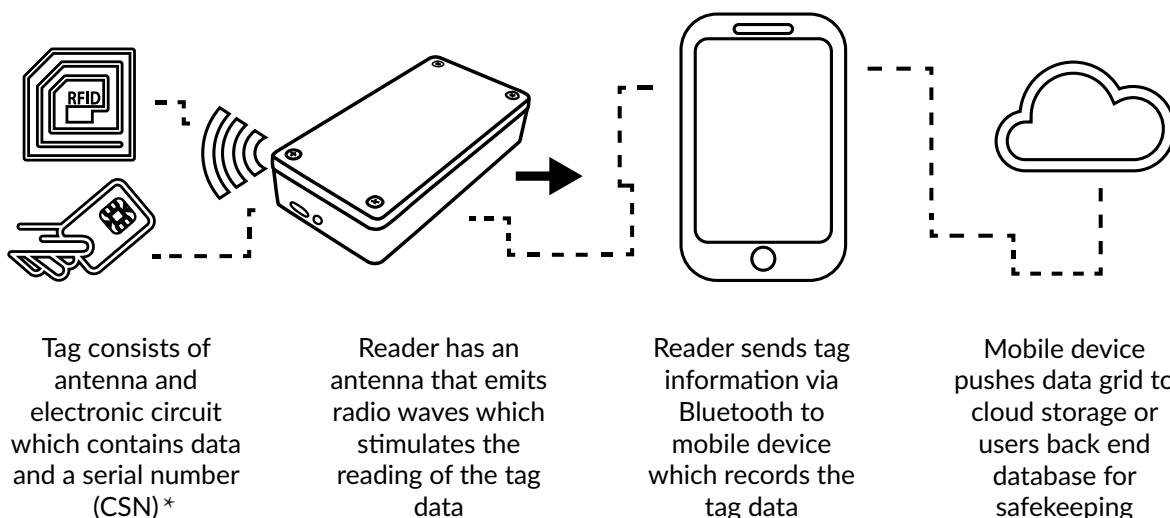 RFID
Tag consists of
antenna and
electronic circuit
which contains data
and a serial number
(CSN) *
Reader has an
antenna that emits
radio waves which
stimulates the
reading of the tag
data
Reader sends tag
information via
Bluetooth to
mobile device
which records the
tag data
Mobile device
pushes data grid to
cloud storage or
users back end
database for
safekeeping